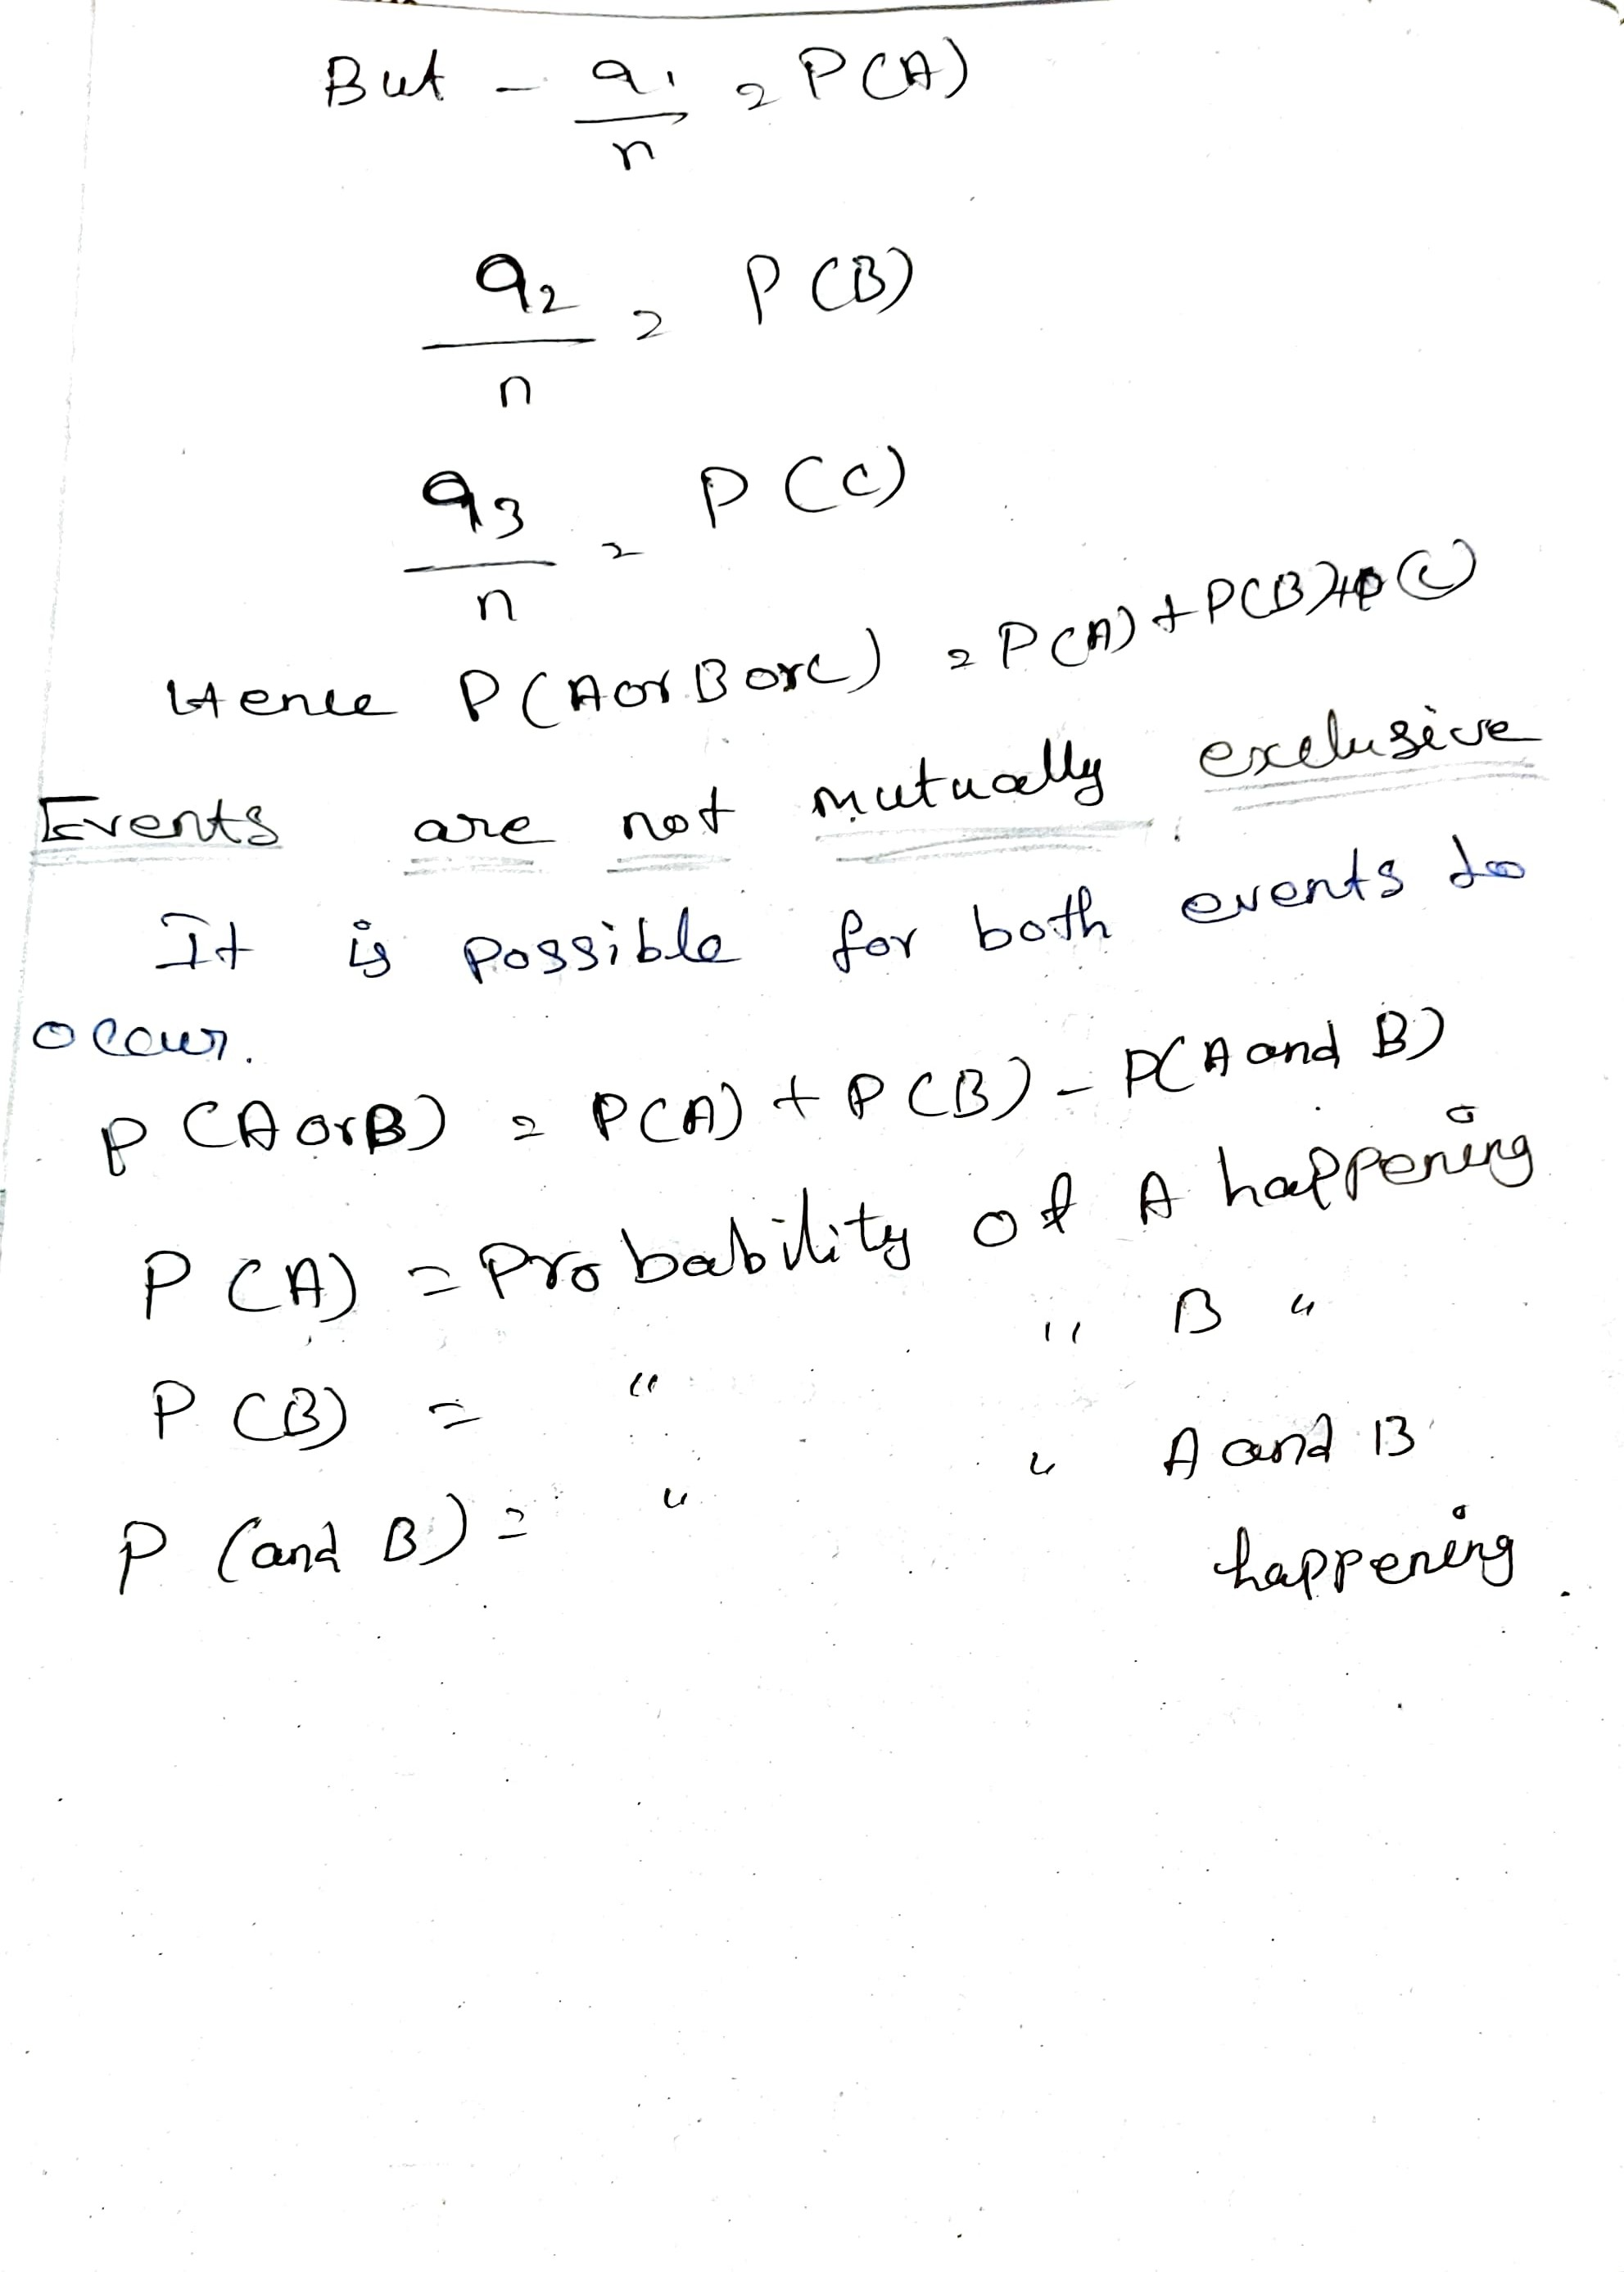 But - a₁/n = P(A)
a₂/n = P(B)
a₃/n = P(C)
Hence P(A or B or C) = P(A) + P(B) + P(C)
Events are not mutually exclusive
It is possible for both events to
occur.
P(A or B) = P(A) + P(B) - P(A and B)
P(A) = Probability of A happening
P(B) = " " B "
P(and B) = " " A and B
happening.